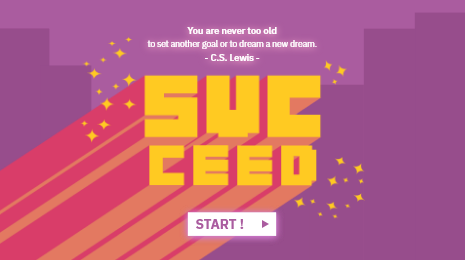 You are never too old
to set another goal or to dream a new dream.
- C.S. Lewis -
SUC
CEED
START !